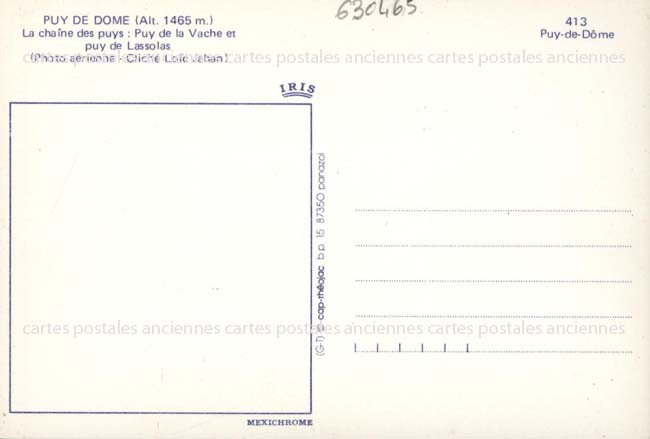 PUY DE DOME (Alt. 1465 m.)
La chaîne des puys : Puy de la Vache et
puy de Lassolas
(Photo aérienne. Cliché Loïc Jahan)
630465
413
Puy-de-Dôme
cartes postales anciennes cartes postales anciennes cartes postales anciennes
IRIS
(G-T) cap-théojac b.p. 15 87350 panazol
cartes postales anciennes cartes postales anciennes cartes postales anciennes
MEXICHROME